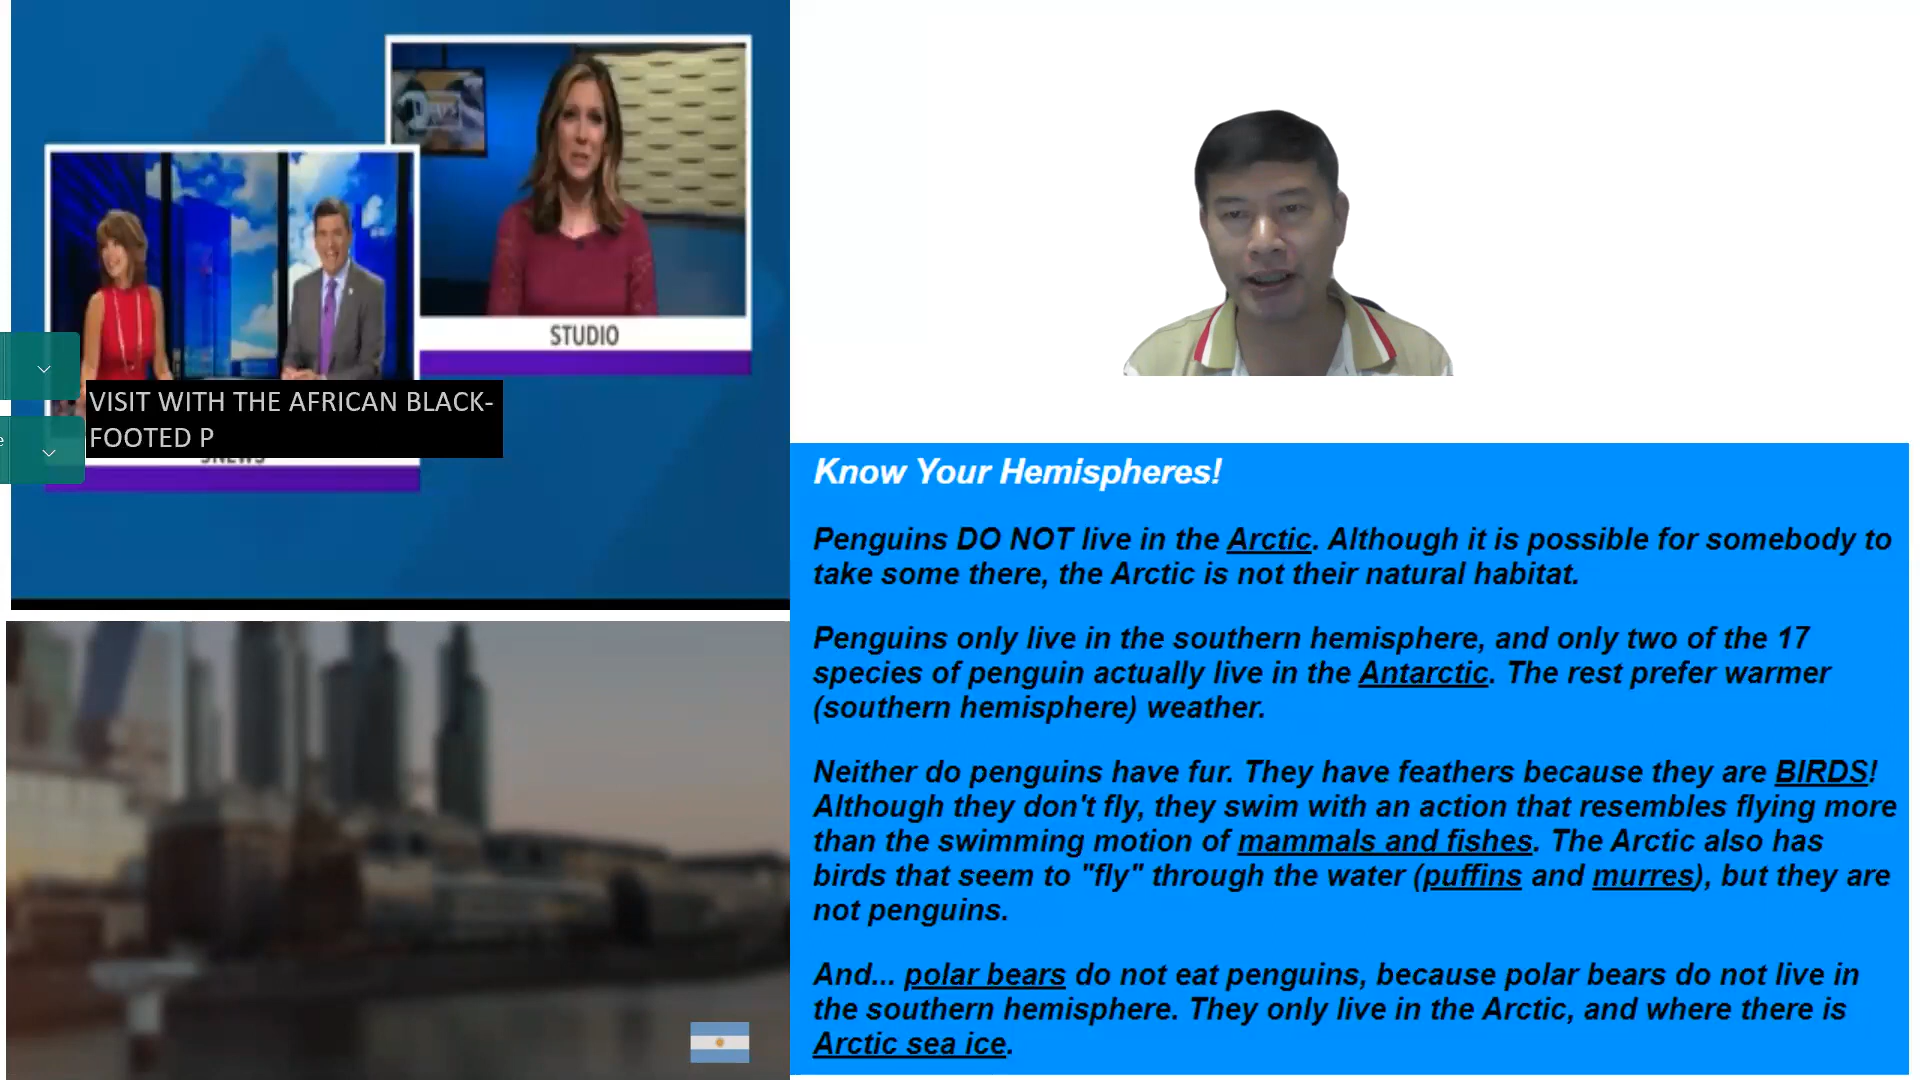 STUDIO
VISIT WITH THE AFRICAN BLACK-
FOOTED P
e
Know Your Hemispheres!
Penguins DO NOT live in the Arctic. Although it is possible for somebody to
take some there, the Arctic is not their natural habitat.
Penguins only live in the southern hemisphere, and only two of the 17
species of penguin actually live in the Antarctic. The rest prefer warmer
(southern hemisphere) weather.
Neither do penguins have fur. They have feathers because they are BIRDS!
Although they don't fly, they swim with an action that resembles flying more
than the swimming motion of mammals and fishes. The Arctic also has
birds that seem to "fly" through the water (puffins and murres), but they are
not penguins.
And... polar bears do not eat penguins, because polar bears do not live in
the southern hemisphere. They only live in the Arctic, and where there is
Arctic sea ice.